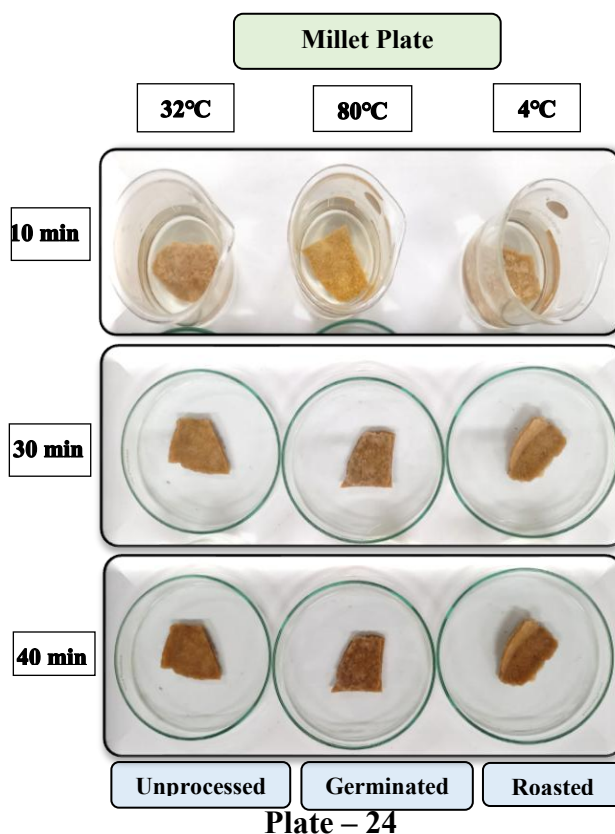 Millet Plate
32℃ 80℃ 4℃
10 min
30 min
40 min
Unprocessed Germinated Roasted
Plate – 24